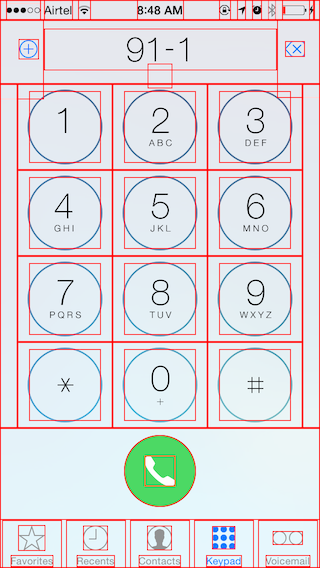 Airtel 8:48 AM
91-1
1 2 ABC 3 DEF
4 GHI 5 JKL 6 MNO
7 PQRS 8 TUV 9 WXYZ
* 0 + #
Favorites Recents Contacts Keypad Voicemail